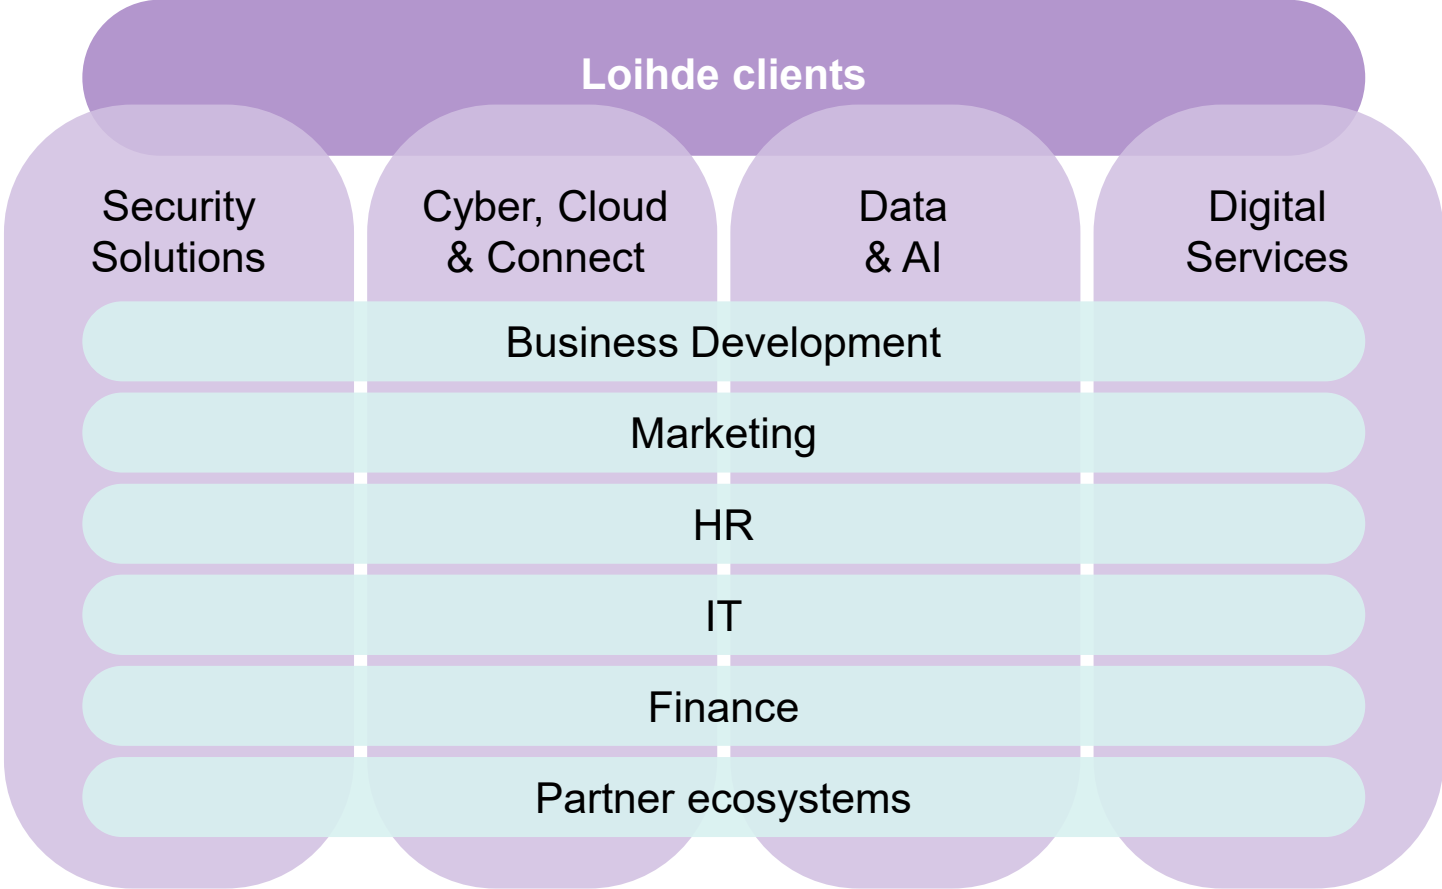 Loihde clients
Security
Solutions
Cyber, Cloud
& Connect
Data
& AI
Digital
Services
Business Development
Marketing
HR
IT
Finance
Partner ecosystems